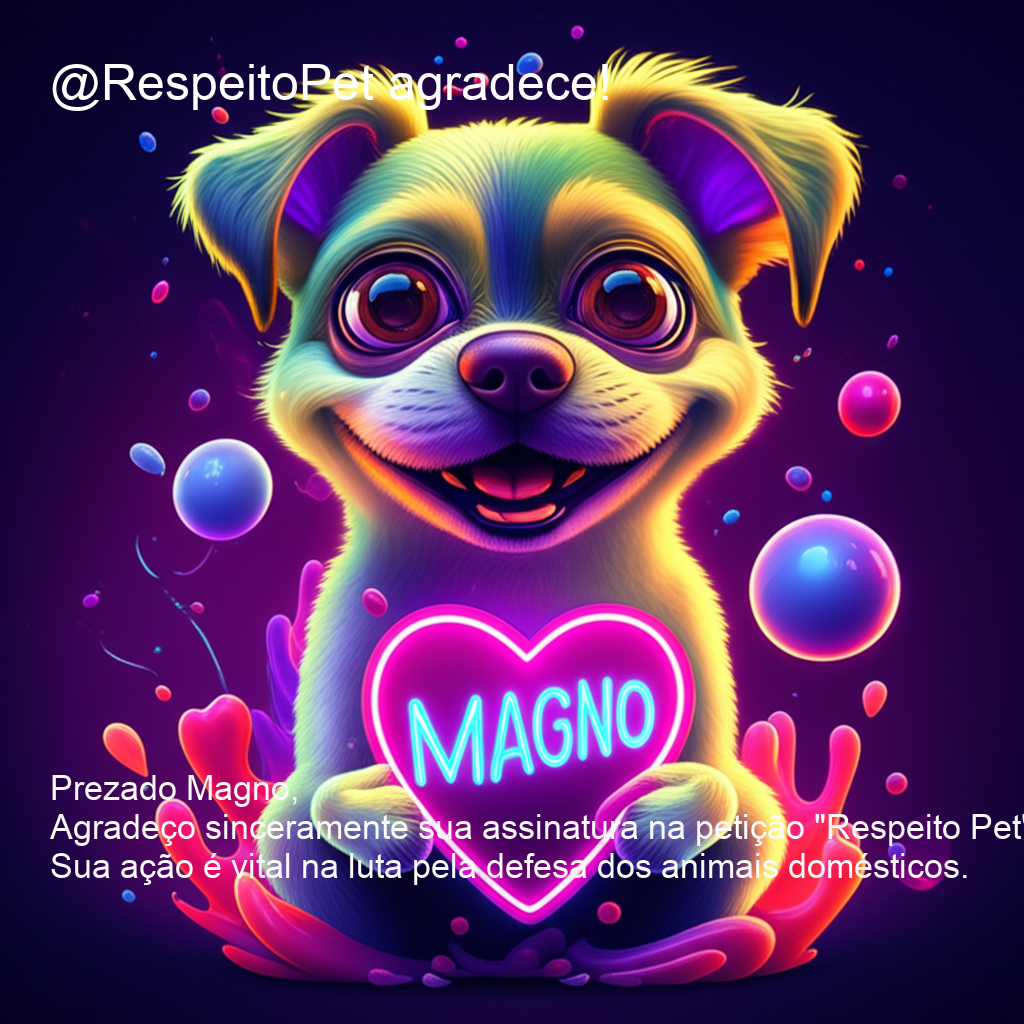 @RespeitoPet agradece!
MAGNO
Prezado Magno,
Agradeço sinceramente sua assinatura na petição "Respeito Pet"
Sua ação é vital na luta pela defesa dos animais domésticos.